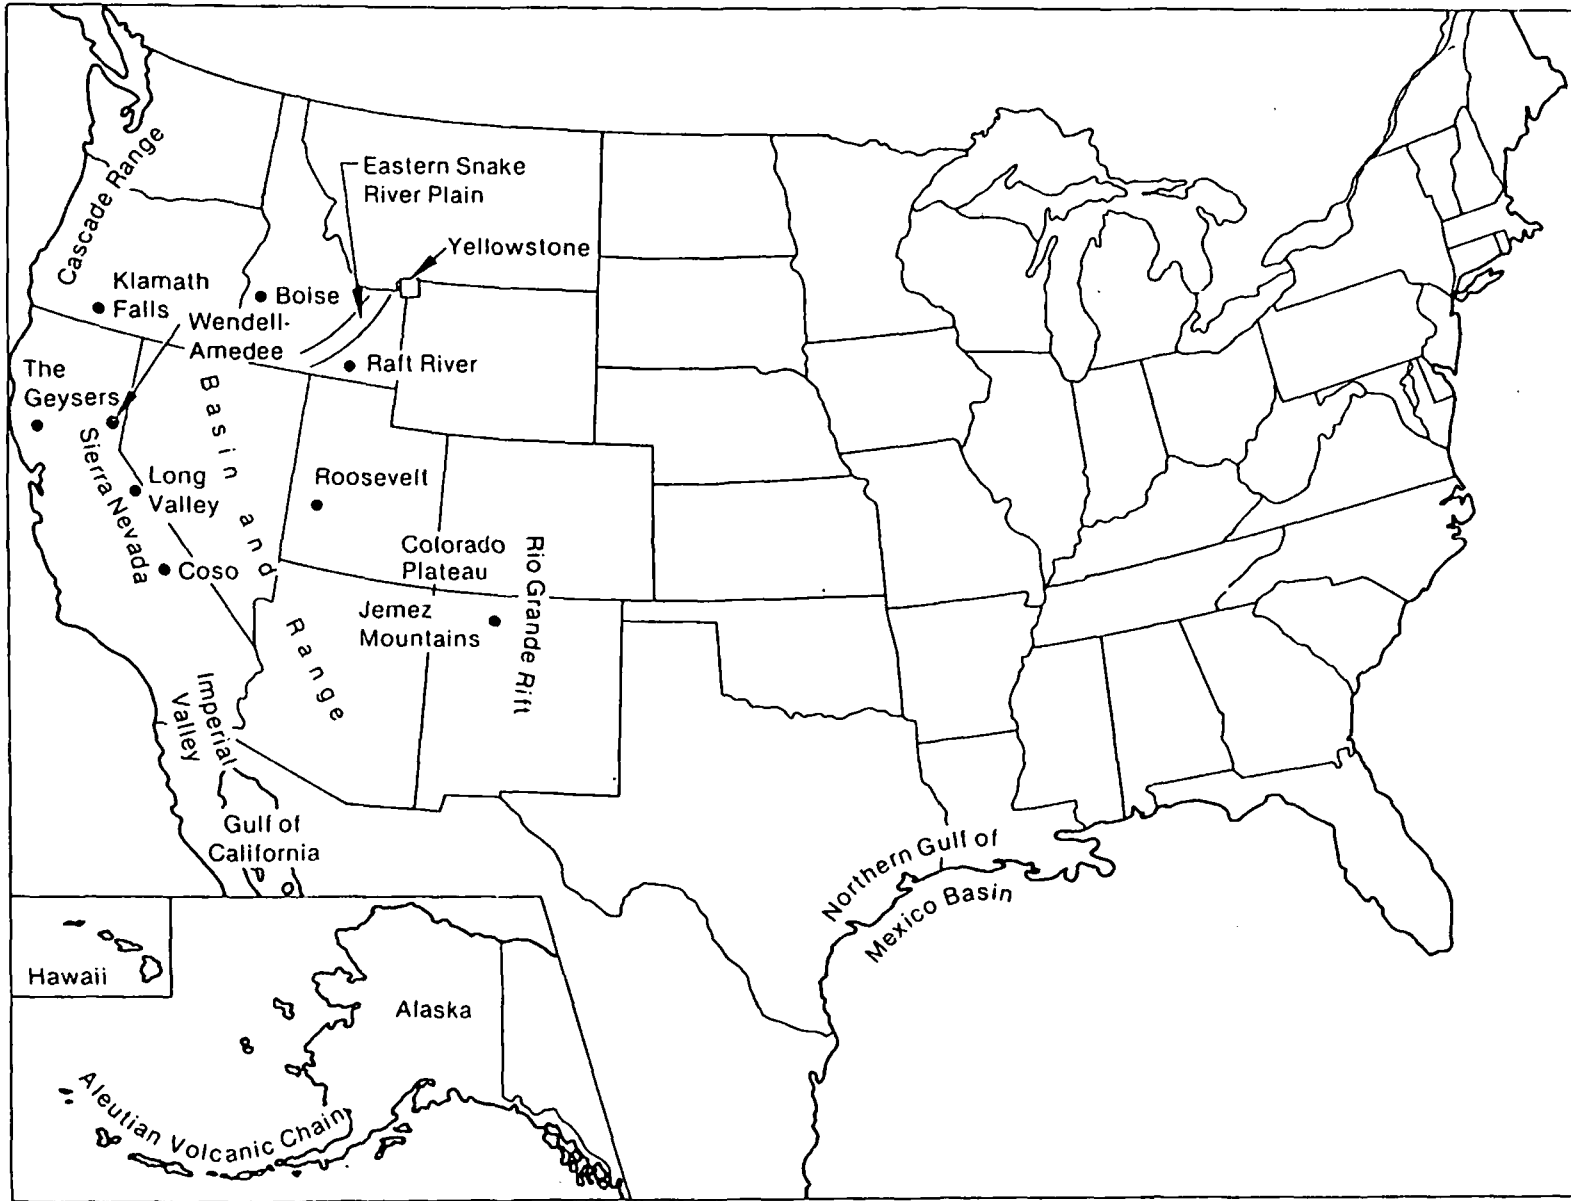 Cascade Range
Eastern Snake
River Plain
Yellowstone
Klamath
Falls
Boise
Wendell-
Amedee
Raft River
The
Geysers
Basin and Range
Sierra Nevada
Long
Valley
Roosevelt
Coso
Colorado
Plateau
Rio Grande Rift
Jemez
Mountains
Imperial
Valley
Gulf of
California
Northern Gulf of
Mexico Basin
Hawaii
Alaska
Aleutian Volcanic Chain